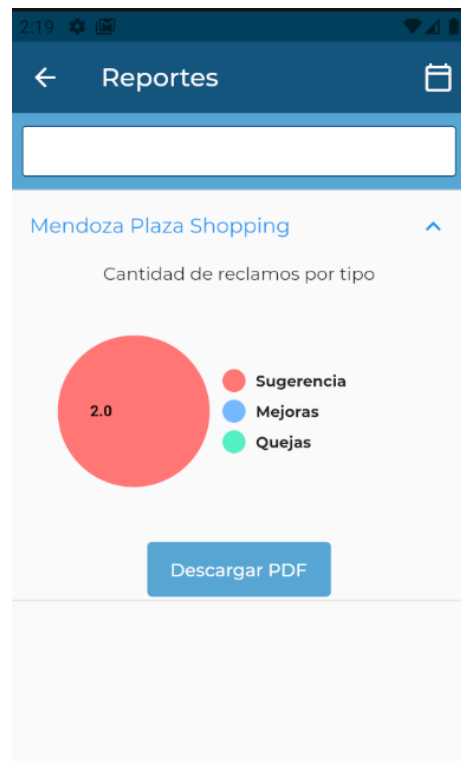 2:19
Reportes
Mendoza Plaza Shopping
Cantidad de reclamos por tipo
2.0
Sugerencia
Mejoras
Quejas
Descargar PDF